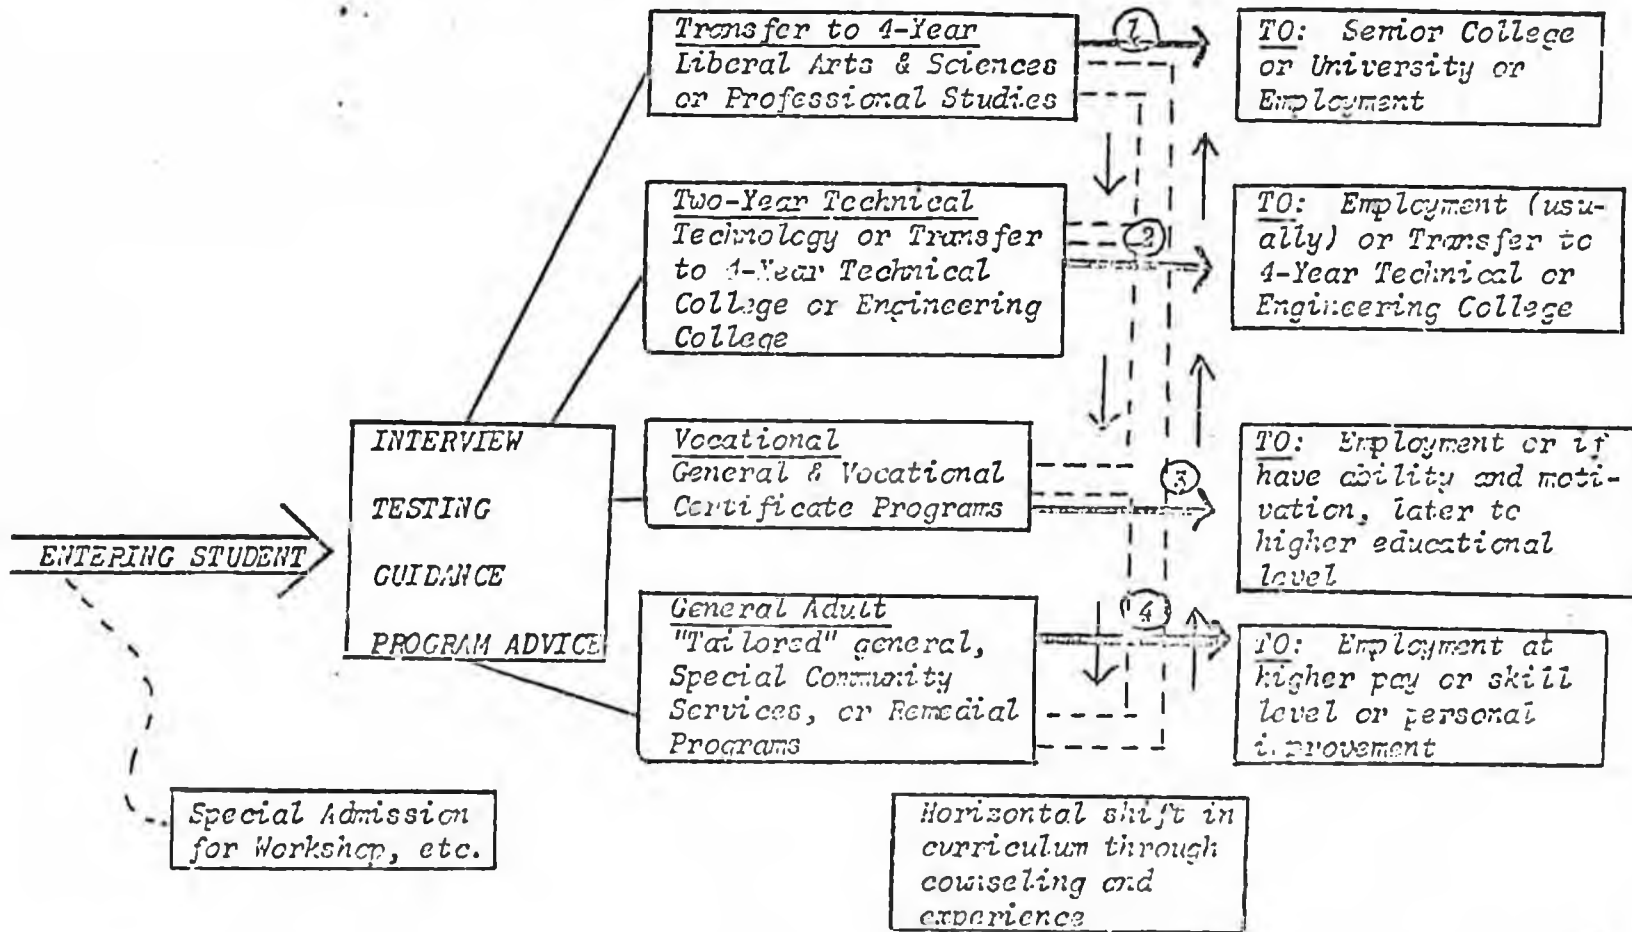 Transfer to 4-Year
Liberal Arts & Sciences
or Professional Studies
1
TO: Senior College
or University or
Employment
Two-Year Technical
Technology or Transfer
to 4-Year Technical
College or Engineering
College
2
TO: Employment (usu-
ally) or Transfer to
4-Year Technical or
Engineering College
INTERVIEW
TESTING
GUIDANCE
PROGRAM ADVICE
Vocational
General & Vocational
Certificate Programs
3
TO: Employment or if
have ability and moti-
vation, later to
higher educational
level
ENTERING STUDENT
General Adult
"Tailored" general,
Special Community
Services, or Remedial
Programs
4
TO: Employment at
higher pay or skill
level or personal
improvement
Special Admission
for Workshop, etc.
Horizontal shift in
curriculum through
counseling and
experience